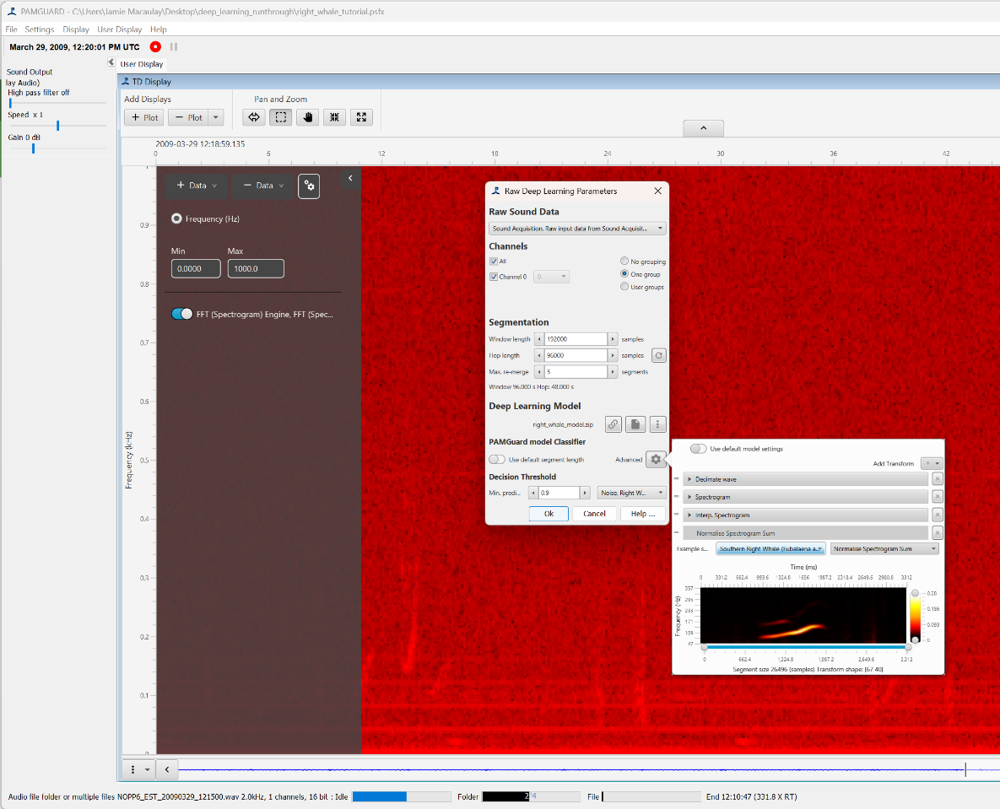 PAMGUARD - C:\Users\Jamie Macaulay\Desktop\deep_learning_runthrough\right_whale_tutorial.psfx
File Settings Display User Display Help
March 29, 2009, 12:20:01 PM UTC
User Display
Sound Output
lay Audio)
High pass filter off
Speed x 1
Gain 0 dB
TD Display
Add Displays
Pan and Zoom
+ Plot
− Plot
2009-03-29 12:18:59.135
0 6 12 18 24 30 36 42
+ Data
− Data
Frequency (Hz)
Min Max
0.0000 1000.0
FFT (Spectrogram) Engine, FFT (Spec...
Frequency (kHz)
1
0.9
0.8
0.7
0.6
0.5
0.4
0.3
0.2
0.1
0
Raw Deep Learning Parameters
Raw Sound Data
Sound Acquisition. Raw input data from Sound Acquisit...
Channels
All
No grouping
Channel 0 0
One group
User groups
Segmentation
Window length 192000 samples
Hop length 96000 samples
Max. re-merge 5 segments
Window 96.000 s Hop: 48.000 s
Deep Learning Model
right_whale_model.zip
PAMGuard model Classifier
Use default segment length
Advanced
Decision Threshold
Min. predi... 0.9 Noise, Right W...
Ok Cancel Help ...
Use default model settings
Add Transform +
Decimate wave
Spectrogram
Interp. Spectrogram
Normalise Spectrogram Sum
Example s... Southern Right Whale (Eubalaena a... Normalise Spectrogram Sum
Time (ms)
0 331.2 662.4 993.6 1324.8 1656 1987.2 2318.4 2649.6 2980.8 3312
Frequency (Hz)
357
295
233
171
109
47
0.28
0.186
0.093
0
0 662.4 1,324.8 1,987.2 2,649.6 3,312
Segment size 26496 (samples) Transform shape: [67 40]
Audio file folder or multiple files NOPP6_EST_20090329_121500.wav 2.0kHz, 1 channels, 16 bit : Idle
Folder 2/4
File
End 12:10:47 (331.8 X RT)